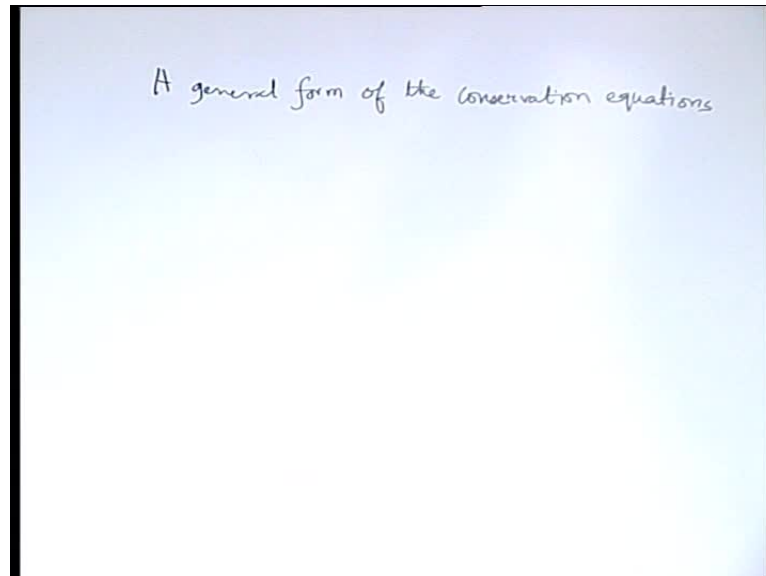 A general form of the conservation equations